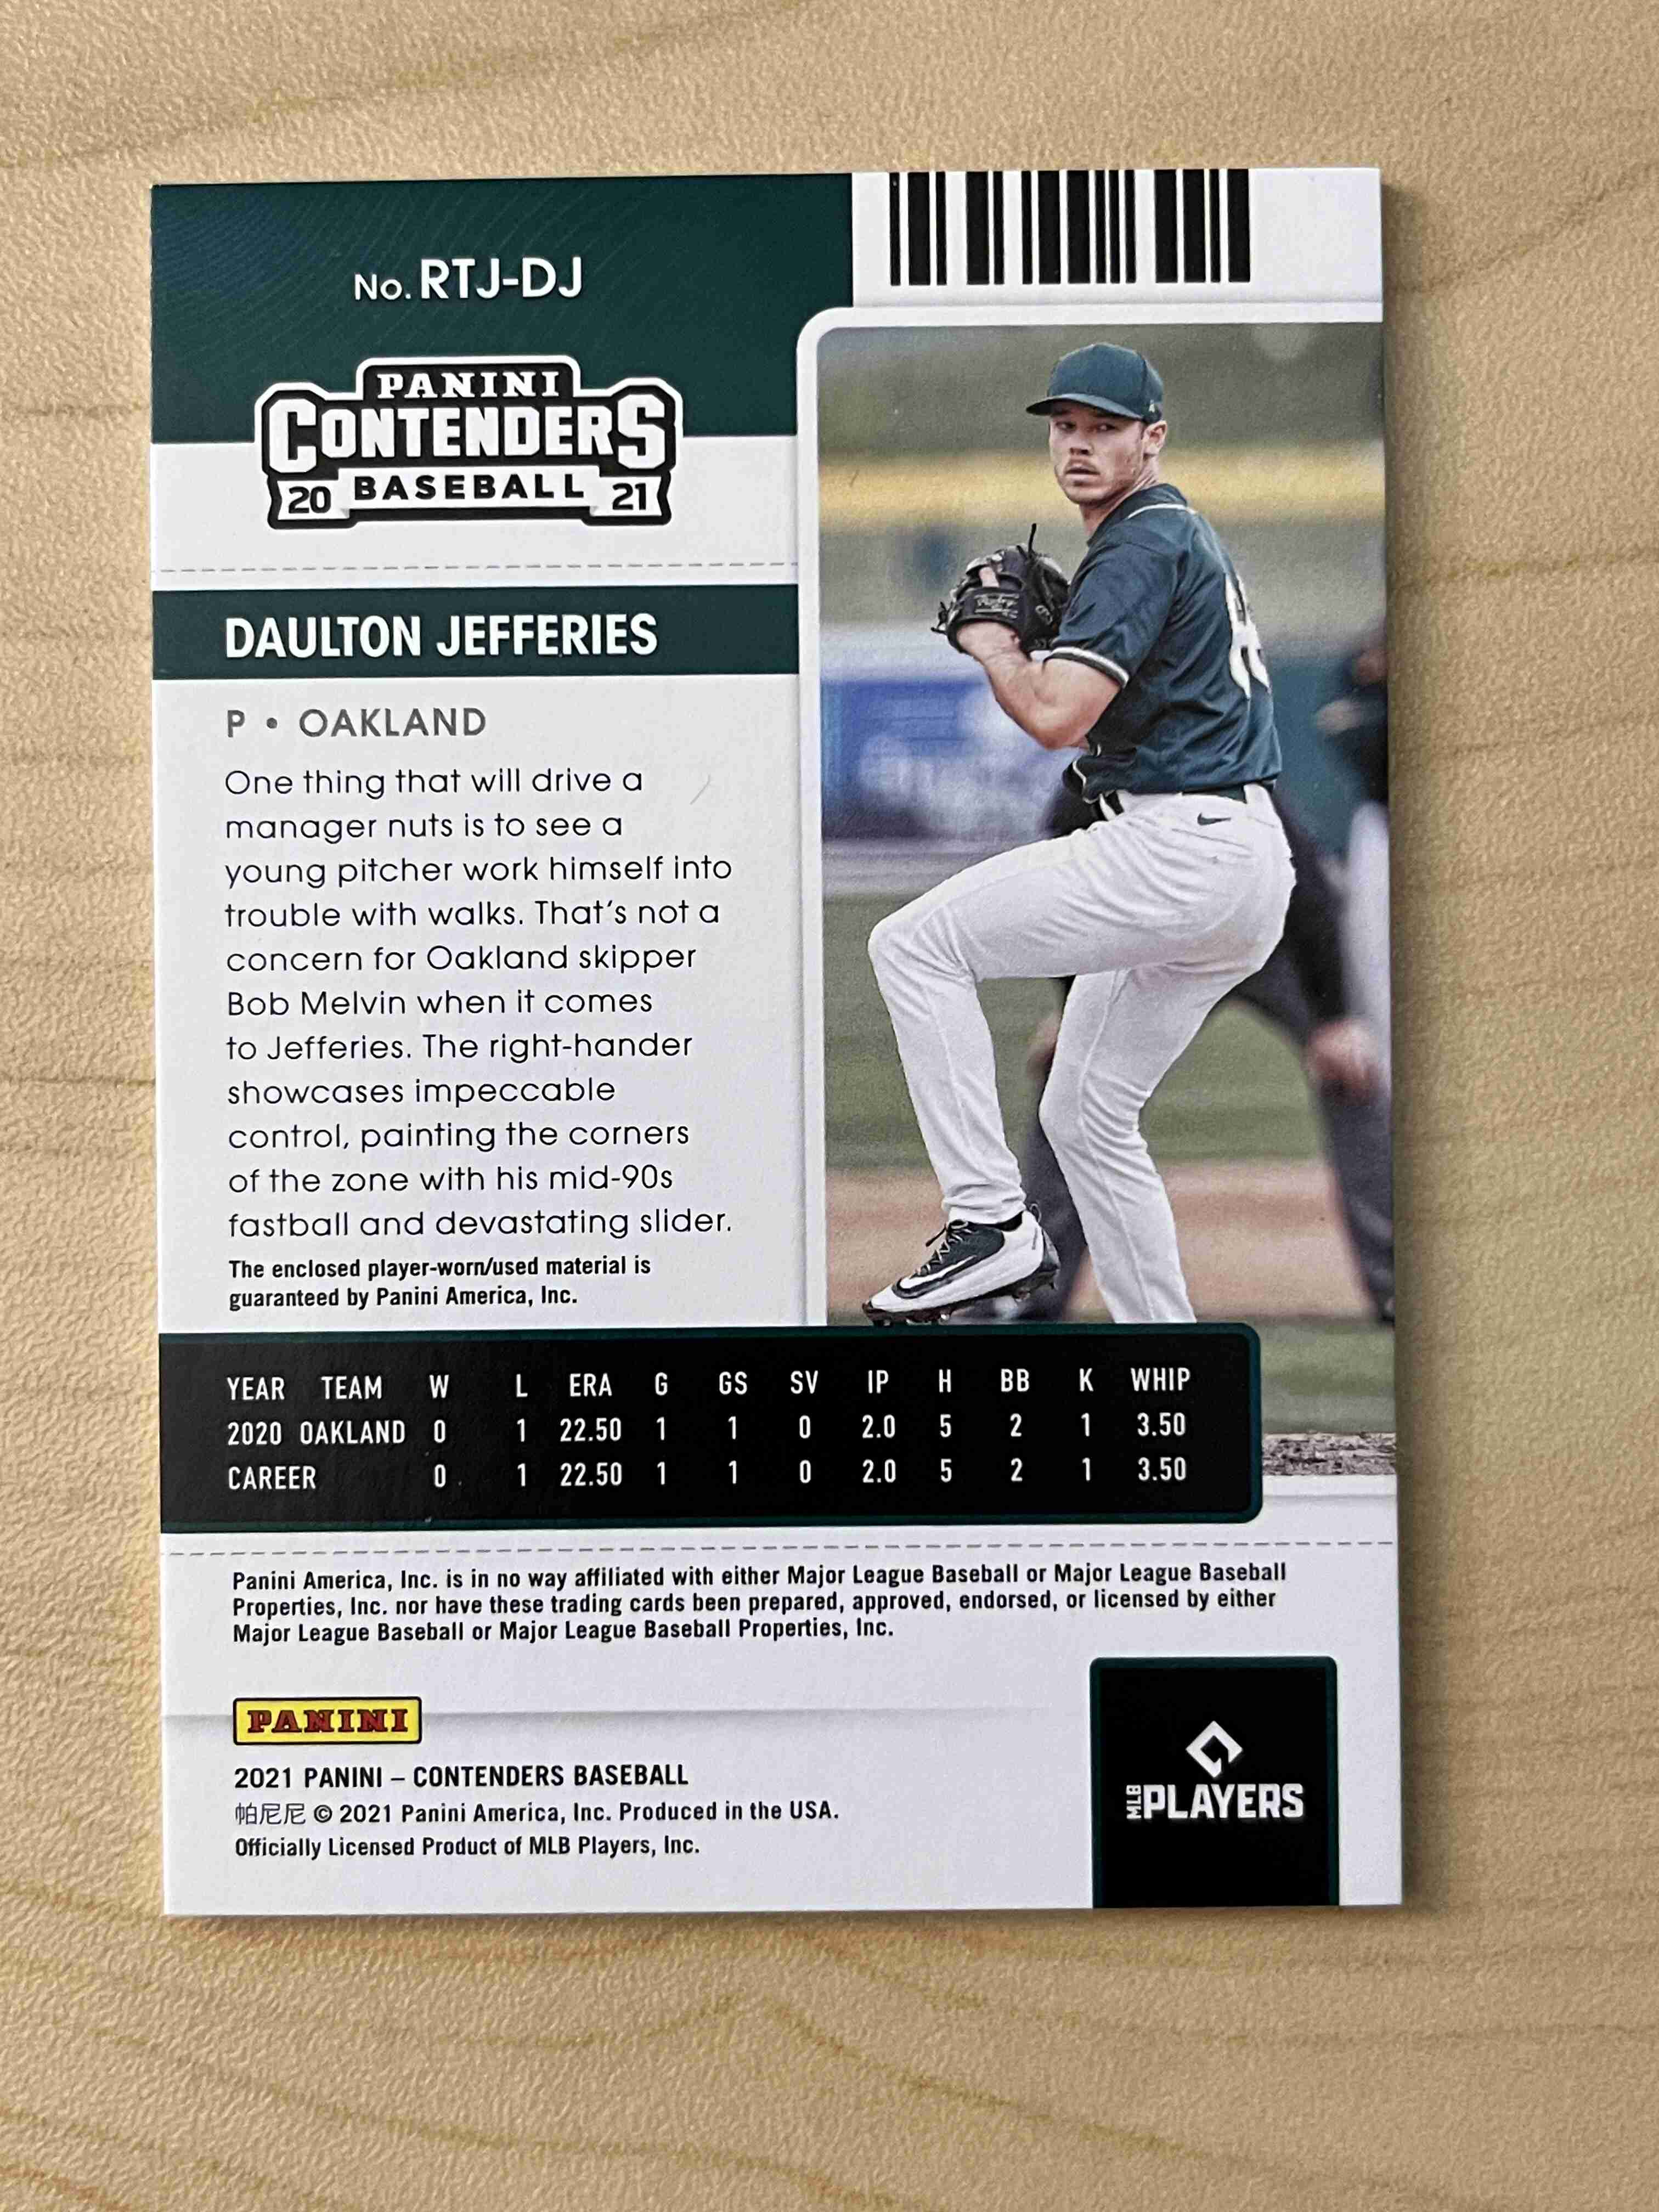 No. RTJ-DJ
PANINI
CONTENDERS
BASEBALL
20 21
DAULTON JEFFERIES
P • OAKLAND
One thing that will drive a
manager nuts is to see a
young pitcher work himself into
trouble with walks. That's not a
concern for Oakland skipper
Bob Melvin when it comes
to Jefferies. The right-hander
showcases impeccable
control, painting the corners
of the zone with his mid-90s
fastball and devastating slider.
The enclosed player-worn/used material is
guaranteed by Panini America, Inc.
YEAR TEAM W L ERA G GS SV IP H BB K WHIP
2020 OAKLAND 0 1 22.50 1 1 0 2.0 5 2 1 3.50
CAREER 0 1 22.50 1 1 0 2.0 5 2 1 3.50
Panini America, Inc. is in no way affiliated with either Major League Baseball or Major League Baseball
Properties, Inc. nor have these trading cards been prepared, approved, endorsed, or licensed by either
Major League Baseball or Major League Baseball Properties, Inc.
PANINI
2021 PANINI – CONTENDERS BASEBALL
帕尼尼 © 2021 Panini America, Inc. Produced in the USA.
Officially Licensed Product of MLB Players, Inc.
MLB PLAYERS